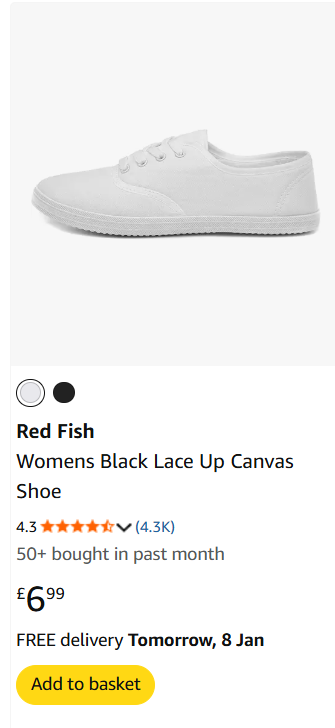 Red Fish
Womens Black Lace Up Canvas
Shoe
4.3 (4.3K)
50+ bought in past month
£6.99
FREE delivery Tomorrow, 8 Jan
Add to basket